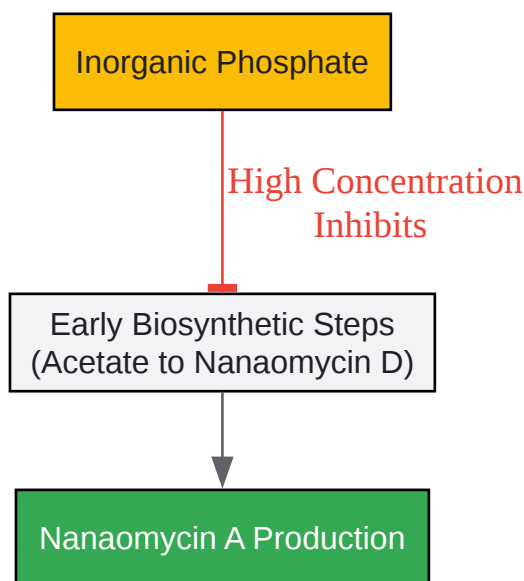 Inorganic Phosphate
High Concentration
Inhibits
Early Biosynthetic Steps
(Acetate to Nanaomycin D)
Nanaomycin A Production